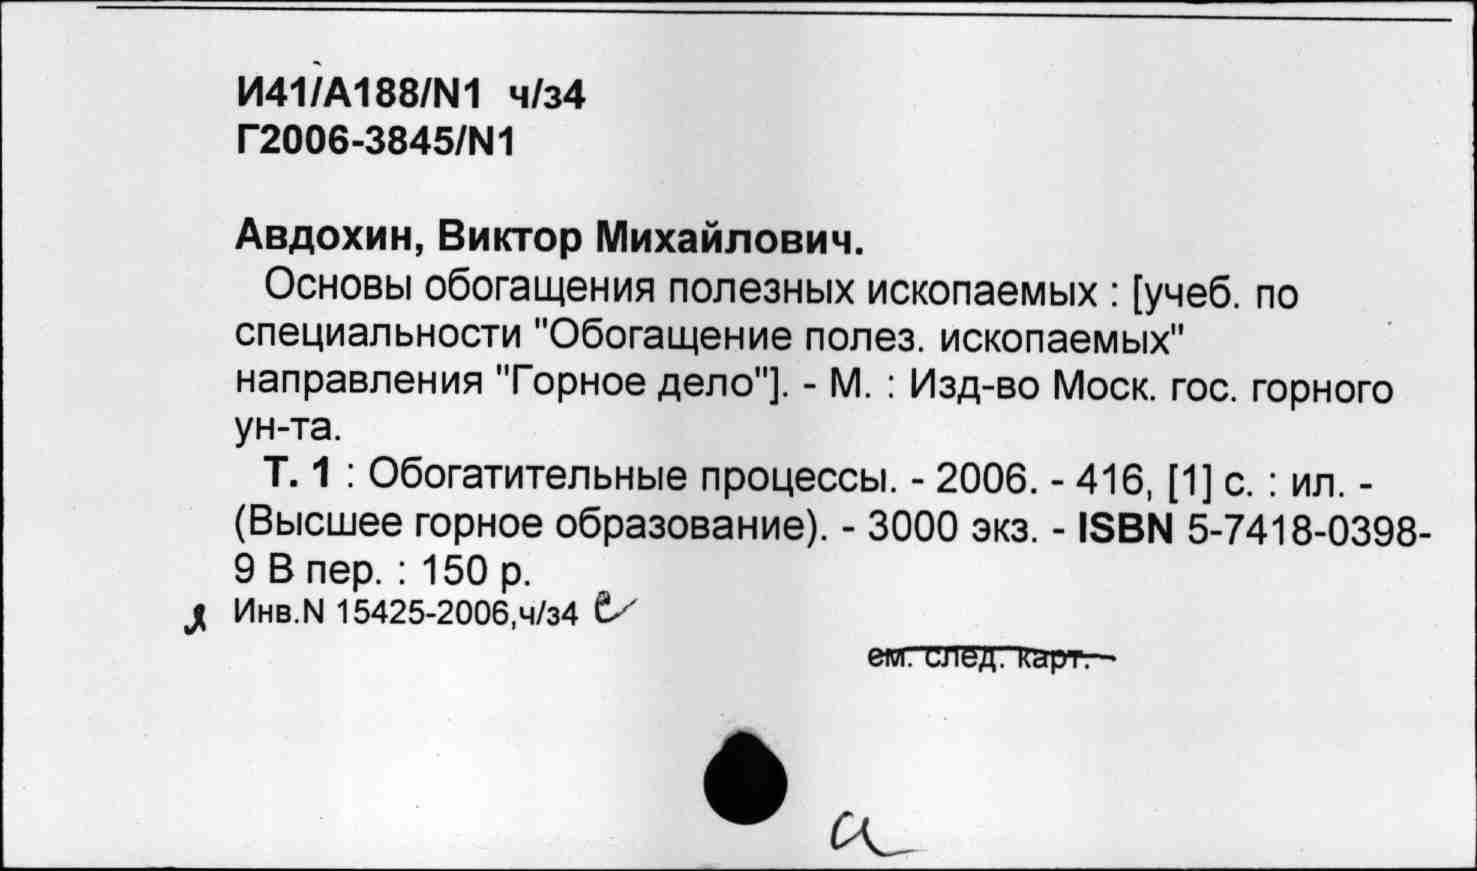 И41/А188/N1 ч/з4
Г2006-3845/N1
Авдохин, Виктор Михайлович.
Основы обогащения полезных ископаемых : [учеб. по
специальности "Обогащение полез. ископаемых"
направления "Горное дело"]. - М. : Изд-во Моск. гос. горного
ун-та.
Т. 1 : Обогатительные процессы. - 2006. - 416, [1] с. : ил. -
(Высшее горное образование). - 3000 экз. - ISBN 5-7418-0398-
9 В пер. : 150 р.
Инв.N 15425-2006,ч/з4
см. след. карт.
а